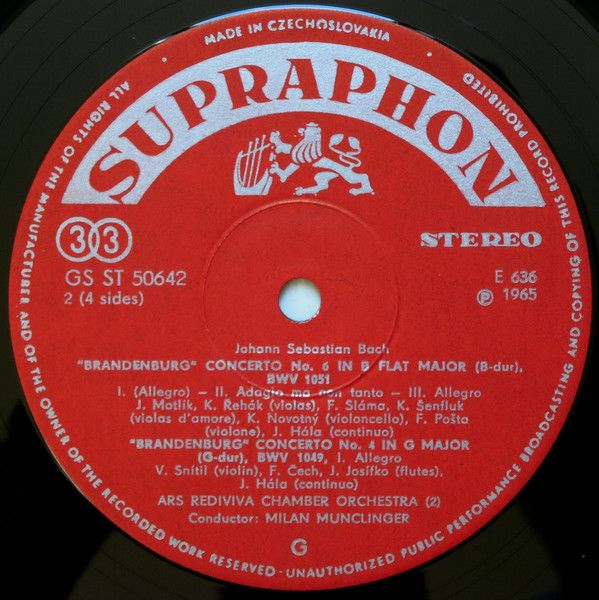 MADE IN CZECHOSLOVAKIA
ALL RIGHTS OF THE MANUFACTURER AND OF THE OWNER OF THE RECORDED WORK RESERVED - UNAUTHORIZED PUBLIC PERFORMANCE BROADCASTING AND COPYING OF THIS RECORD PROHIBITED
SUPRAPHON
33
STEREO
GS ST 50642
E 636
2 (4 sides)
℗ 1965
Johann Sebastian Bach
"BRANDENBURG" CONCERTO No. 6 IN B FLAT MAJOR (B-dur),
BWV 1051
I. (Allegro) – II. Adagio ma non tanto – III. Allegro
J. Motlík, K. Řehák (violas), F. Sláma, K. Šenfluk
(violas d'amore), K. Novotný (violoncello), F. Pošta
(violone), J. Hála (continuo)
"BRANDENBURG" CONCERTO No. 4 IN G MAJOR
(G-dur), BWV 1049, I. Allegro
V. Snítil (violin), F. Čech, J. Josífko (flutes),
J. Hála (continuo)
ARS REDIVIVA CHAMBER ORCHESTRA (2)
Conductor: MILAN MUNCLINGER
G